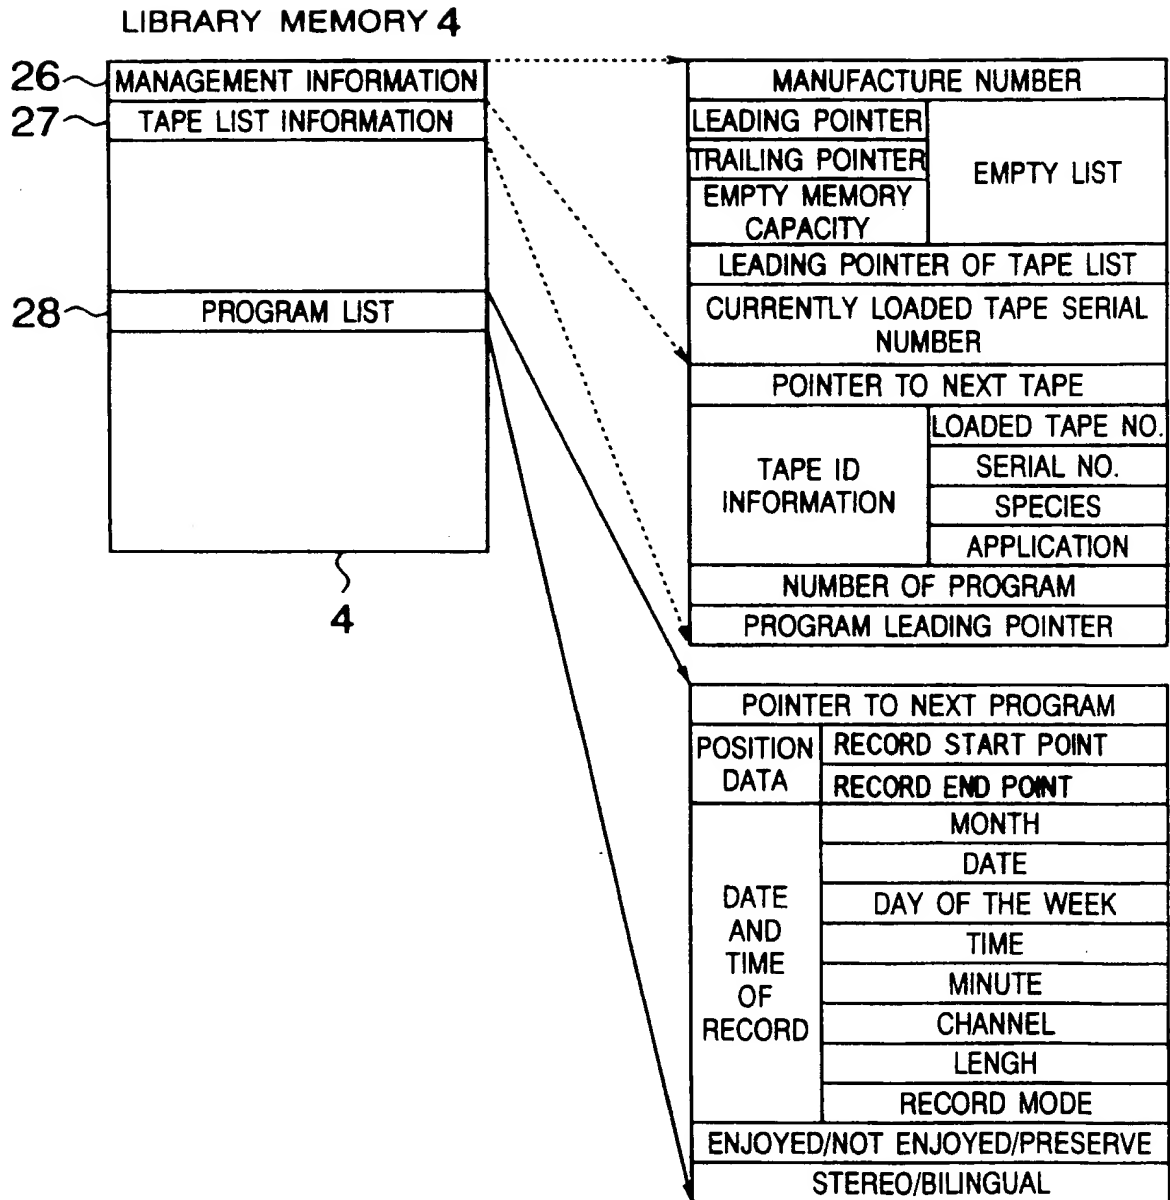 LIBRARY MEMORY 4
26
MANAGEMENT INFORMATION
27
TAPE LIST INFORMATION
28
PROGRAM LIST
4
MANUFACTURE NUMBER
LEADING POINTER
TRAILING POINTER
EMPTY MEMORY
CAPACITY
EMPTY LIST
LEADING POINTER OF TAPE LIST
CURRENTLY LOADED TAPE SERIAL
NUMBER
POINTER TO NEXT TAPE
TAPE ID
INFORMATION
LOADED TAPE NO.
SERIAL NO.
SPECIES
APPLICATION
NUMBER OF PROGRAM
PROGRAM LEADING POINTER
POINTER TO NEXT PROGRAM
POSITION
DATA
RECORD START POINT
RECORD END POINT
DATE
AND
TIME
OF
RECORD
MONTH
DATE
DAY OF THE WEEK
TIME
MINUTE
CHANNEL
LENGH
RECORD MODE
ENJOYED/NOT ENJOYED/PRESERVE
STEREO/BILINGUAL